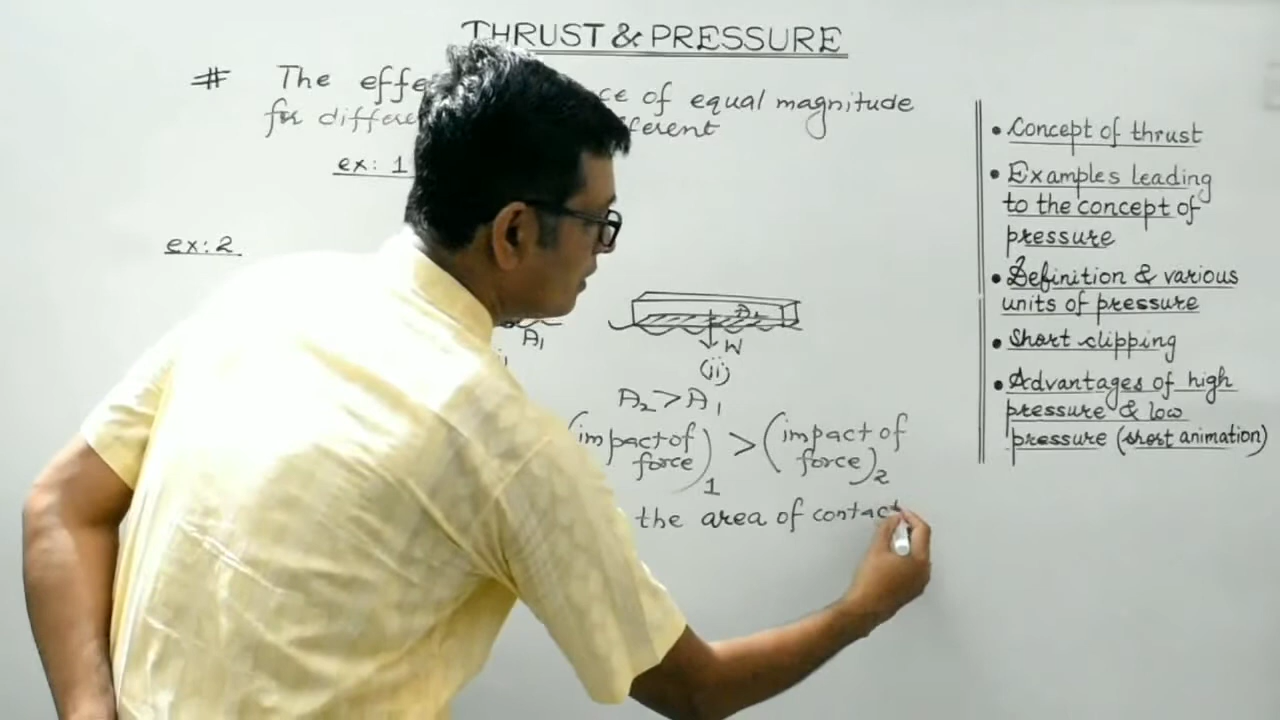 THRUST & PRESSURE
# The effe ce of equal magnitude
for differe fferent
ex: 1
ex: 2
A1
A2
W
(ii)
A2 > A1
(impact of force)1 > (impact of force)2
the area of contact
• Concept of thrust
• Examples leading
to the concept of
pressure
• Definition & various
units of pressure
• Short clipping
• Advantages of high
pressure & low
pressure (short animation)